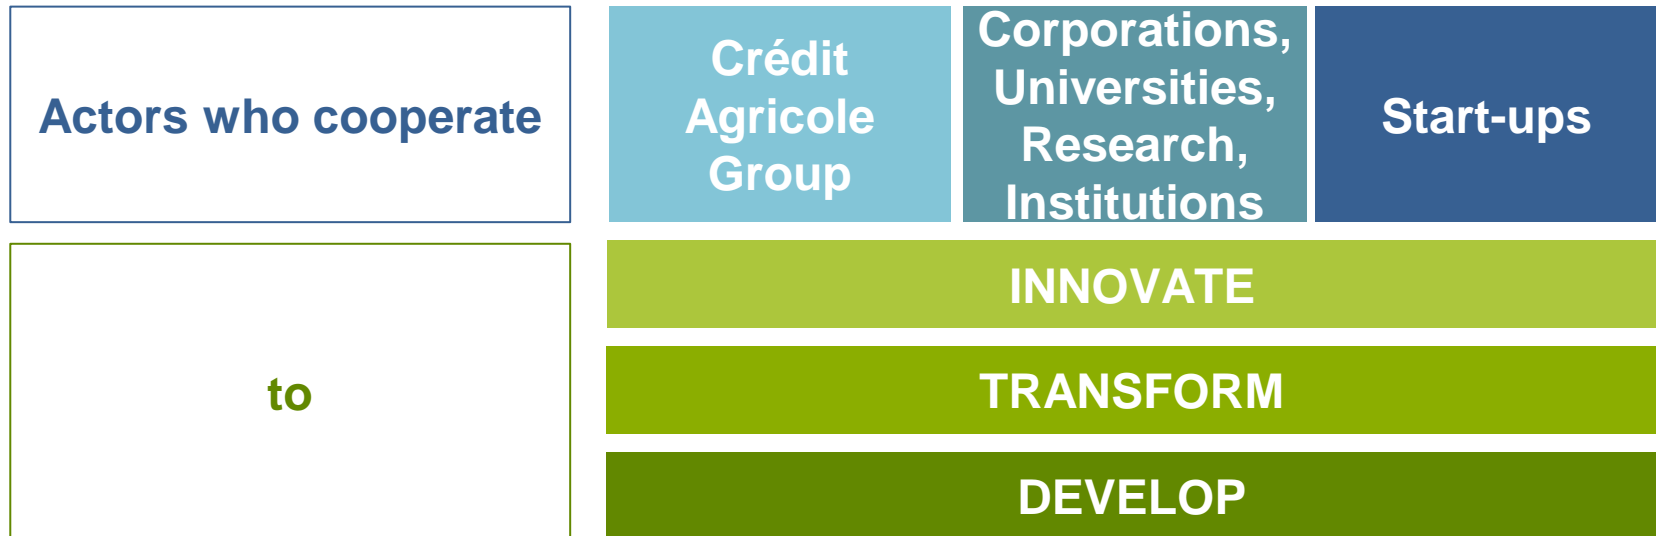 Actors who cooperate
Crédit
Agricole
Group
Corporations,
Universities,
Research,
Institutions
Start-ups
to
INNOVATE
TRANSFORM
DEVELOP